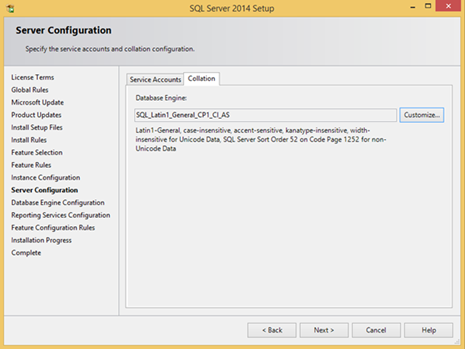 SQL Server 2014 Setup
Server Configuration
Specify the service accounts and collation configuration.
License Terms
Global Rules
Microsoft Update
Product Updates
Install Setup Files
Install Rules
Feature Selection
Feature Rules
Instance Configuration
Server Configuration
Database Engine Configuration
Reporting Services Configuration
Feature Configuration Rules
Installation Progress
Complete
Service Accounts Collation
Database Engine:
SQL_Latin1_General_CP1_CI_AS Customize...
Latin1-General, case-insensitive, accent-sensitive, kanatype-insensitive, width-
insensitive for Unicode Data, SQL Server Sort Order 52 on Code Page 1252 for non-
Unicode Data
< Back Next > Cancel Help